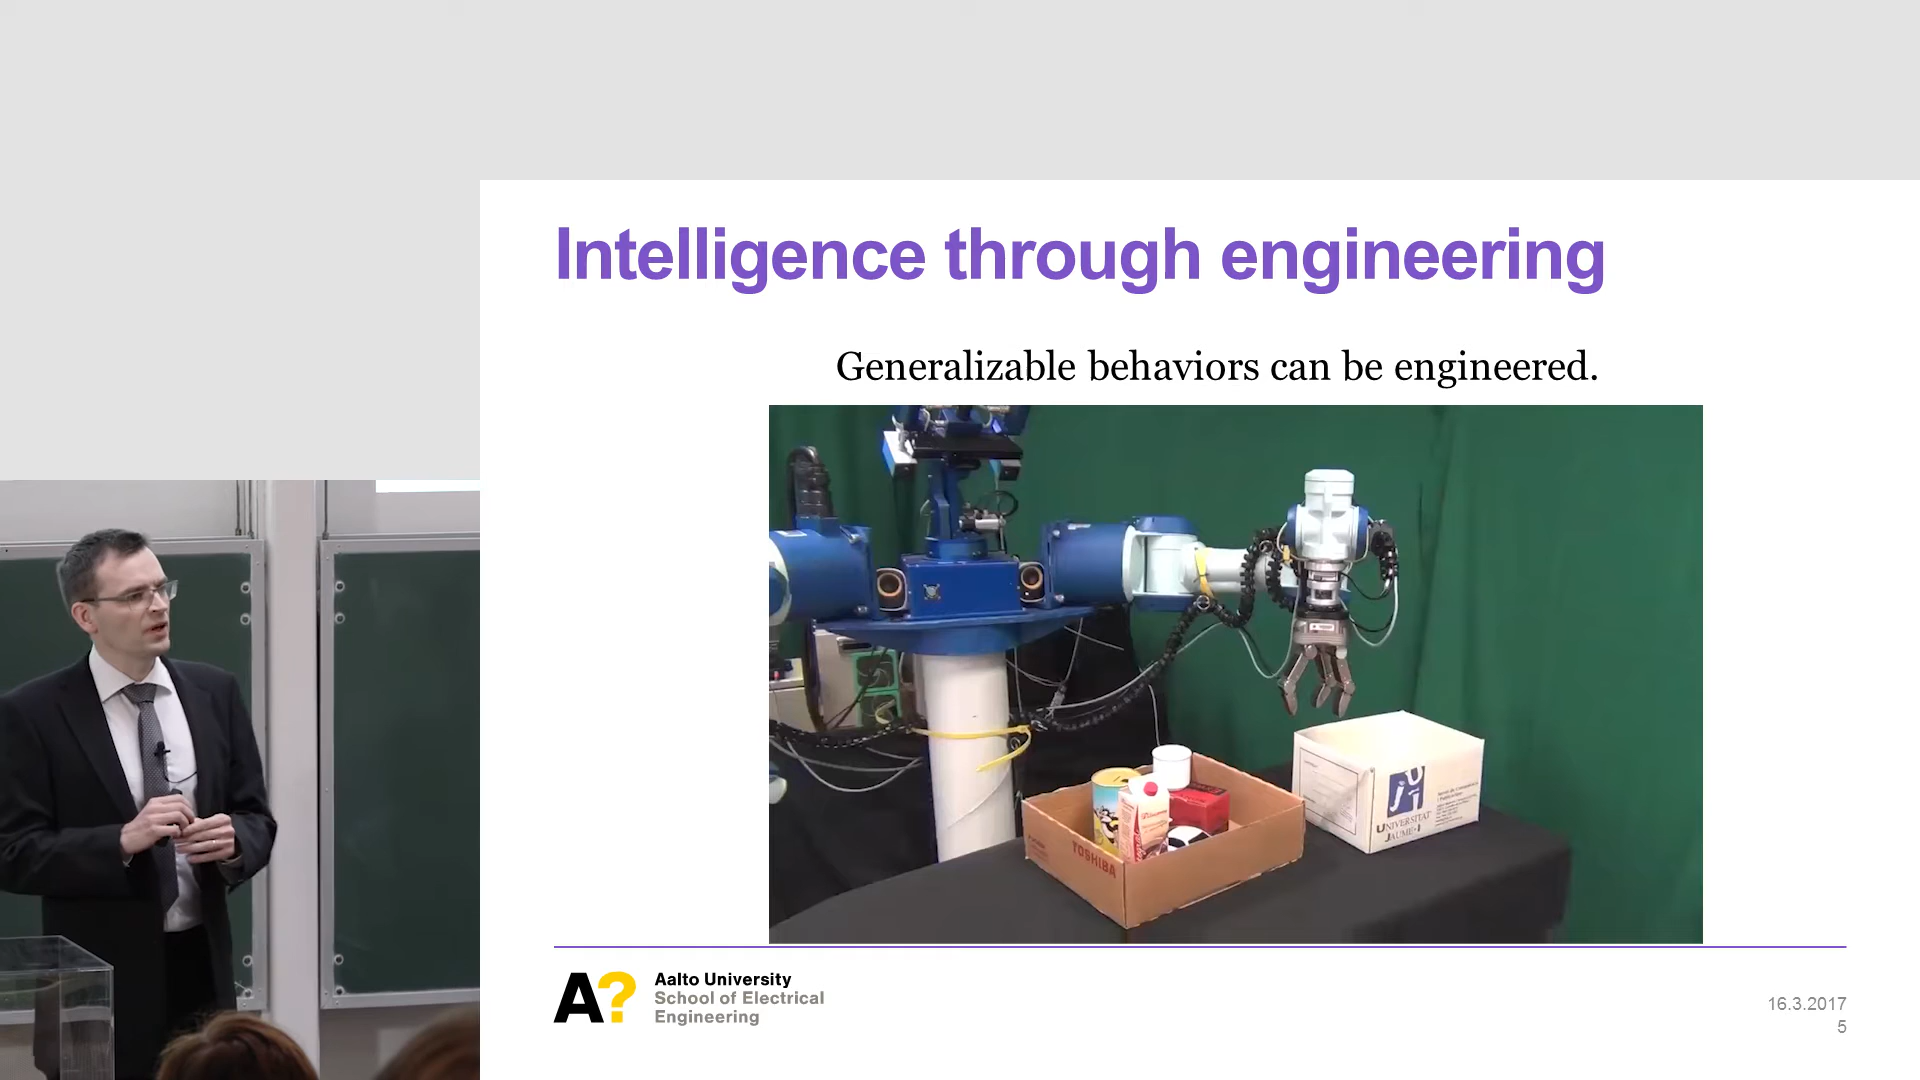 Intelligence through engineering
Generalizable behaviors can be engineered.
TOSHIBA
UNIVERSITAT
JAUME·I
A?
Aalto University
School of Electrical
Engineering
16.3.2017
5